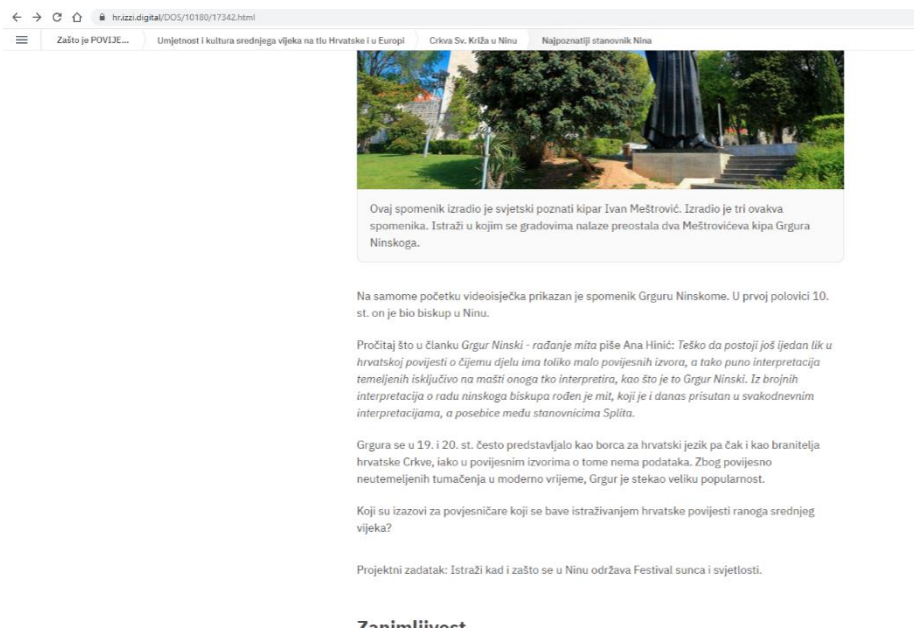 hr.izzi.digital/DOS/10180/17342.html
Zašto je POVIJE...
Umjetnost i kultura srednjega vijeka na tlu Hrvatske i u Europi
Crkva Sv. Križa u Ninu
Najpoznatiji stanovnik Nina
Ovaj spomenik izradio je svjetski poznati kipar Ivan Meštrović. Izradio je tri ovakva
spomenika. Istraži u kojim se gradovima nalaze preostala dva Meštrovićeva kipa Grgura
Ninskoga.
Na samome početku videoisječka prikazan je spomenik Grguru Ninskome. U prvoj polovici 10.
st. on je bio biskup u Ninu.
Pročitaj što u članku Grgur Ninski - rađanje mita piše Ana Hinić: Teško da postoji još ijedan lik u
hrvatskoj povijesti o čijemu djelu ima toliko malo povijesnih izvora, a tako puno interpretacija
temeljenih isključivo na mašti onoga tko interpretira, kao što je to Grgur Ninski. Iz brojnih
interpretacija o radu ninskoga biskupa rođen je mit, koji je i danas prisutan u svakodnevnim
interpretacijama, a posebice među stanovnicima Splita.
Grgura se u 19. i 20. st. često predstavljalo kao borca za hrvatski jezik pa čak i kao branitelja
hrvatske Crkve, iako u povijesnim izvorima o tome nema podataka. Zbog povijesno
neutemeljenih tumačenja u moderno vrijeme, Grgur je stekao veliku popularnost.
Koji su izazovi za povjesničare koji se bave istraživanjem hrvatske povijesti ranoga srednjeg
vijeka?
Projektni zadatak: Istraži kad i zašto se u Ninu održava Festival sunca i svjetlosti.
Zanimljivost